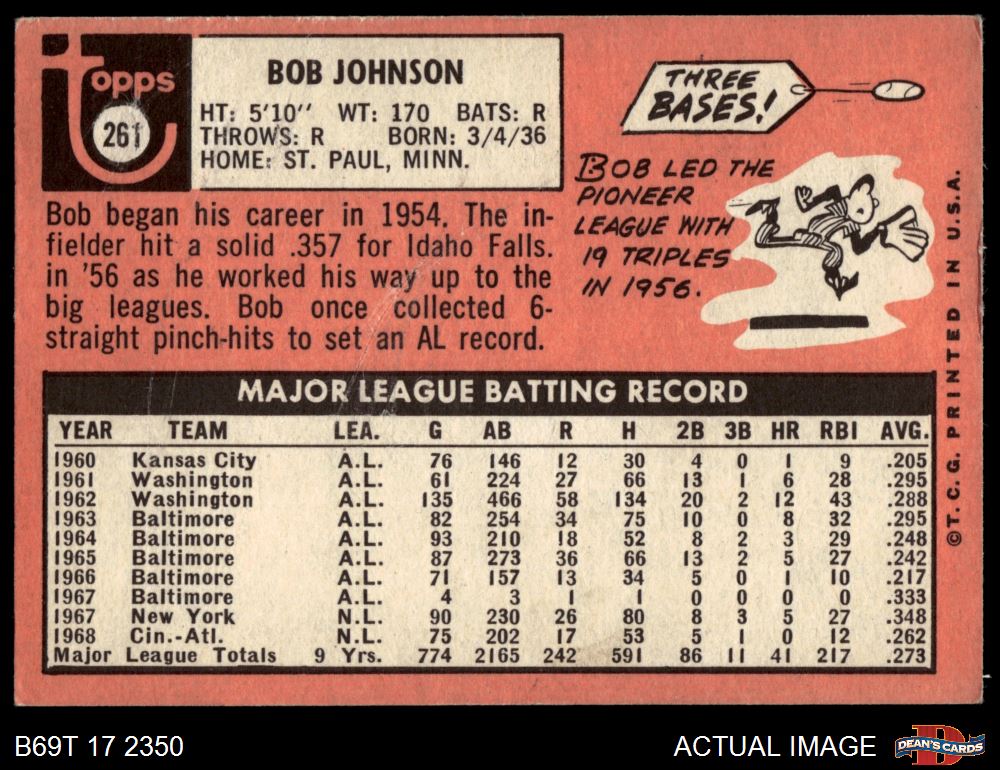 topps
261
BOB JOHNSON
HT: 5'10" WT: 170 BATS: R
THROWS: R BORN: 3/4/36
HOME: ST. PAUL, MINN.
THREE
BASES!
BOB LED THE
PIONEER
LEAGUE WITH
19 TRIPLES
IN 1956.
Bob began his career in 1954. The in-
fielder hit a solid .357 for Idaho Falls.
in '56 as he worked his way up to the
big leagues. Bob once collected 6-
straight pinch-hits to set an AL record.
MAJOR LEAGUE BATTING RECORD
YEAR TEAM LEA. G AB R H 2B 3B HR RBI AVG.
1960 Kansas City A.L. 76 146 12 30 4 0 1 9 .205
1961 Washington A.L. 61 224 27 66 13 1 6 28 .295
1962 Washington A.L. 135 466 58 134 20 2 12 43 .288
1963 Baltimore A.L. 82 254 34 75 10 0 8 32 .295
1964 Baltimore A.L. 93 210 18 52 8 2 3 29 .248
1965 Baltimore A.L. 87 273 36 66 13 2 5 27 .242
1966 Baltimore A.L. 71 157 13 34 5 0 1 10 .217
1967 Baltimore A.L. 4 3 1 1 0 0 0 0 .333
1967 New York N.L. 90 230 26 80 8 3 5 27 .348
1968 Cin.-Atl. N.L. 75 202 17 53 5 1 0 12 .262
Major League Totals 9 Yrs. 774 2165 242 591 86 11 41 217 .273
©T.C.G. PRINTED IN U.S.A.
B69T 17 2350
ACTUAL IMAGE
DEAN'S CARDS